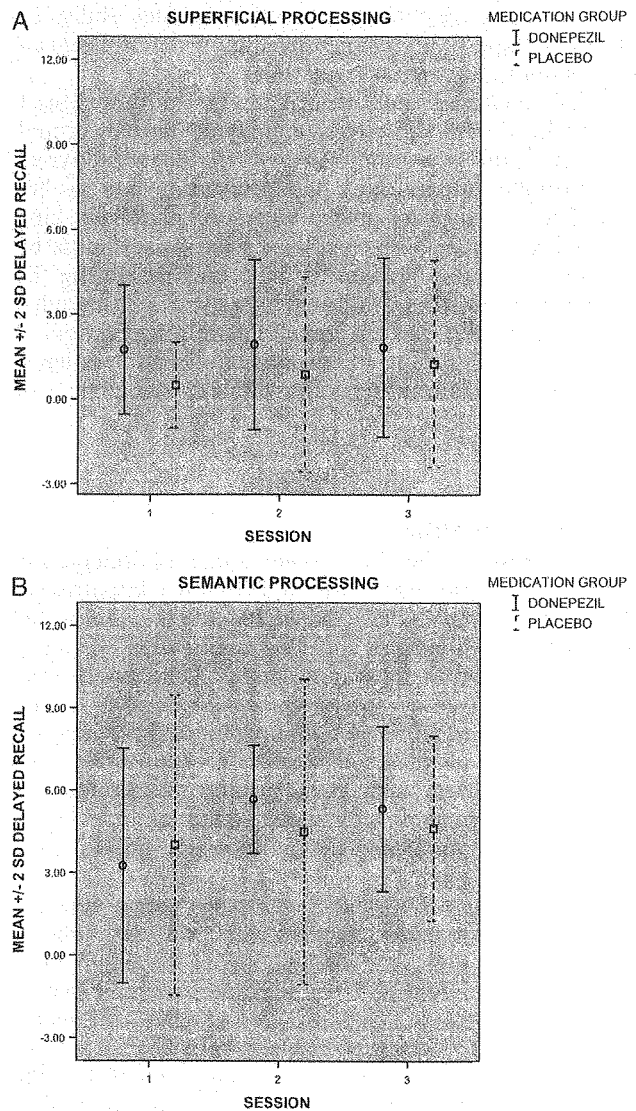 A
SUPERFICIAL PROCESSING
MEDICATION GROUP
DONEPEZIL
PLACEBO
MEAN +/- 2 SD DELAYED RECALL
12.00
9.00
6.00
3.00
0.00
-3.00
1 2 3
SESSION
B
SEMANTIC PROCESSING
MEDICATION GROUP
DONEPEZIL
PLACEBO
MEAN +/- 2 SD DELAYED RECALL
12.00
9.00
6.00
3.00
0.00
-3.00
1 2 3
SESSION